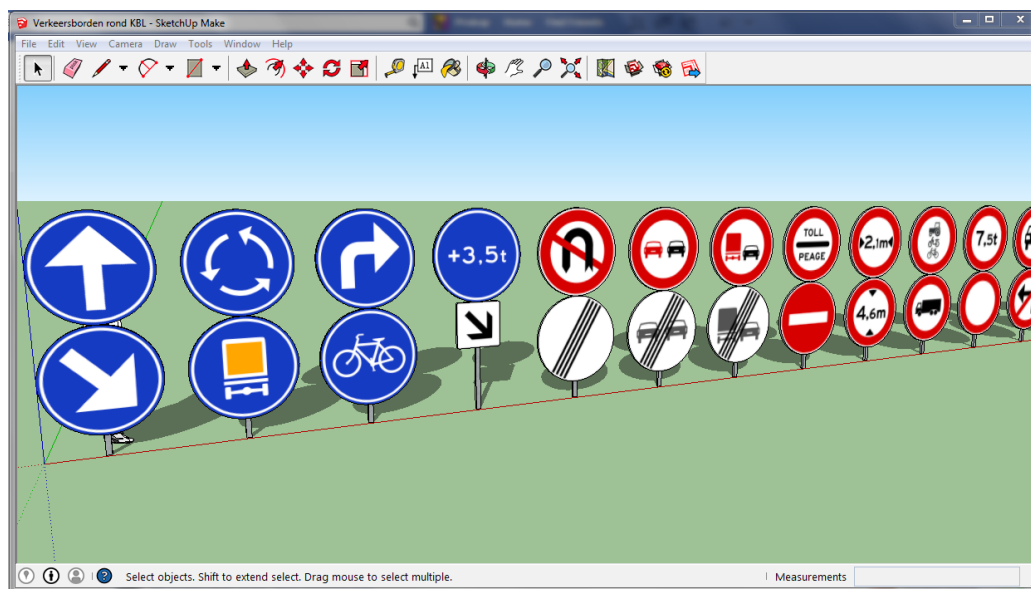 Verkeersborden rond KBL - SketchUp Make
File Edit View Camera Draw Tools Window Help
A1
+3,5t
TOLL
PEAGE
2,1m
7,5t
4,6m
Select objects. Shift to extend select. Drag mouse to select multiple.
Measurements